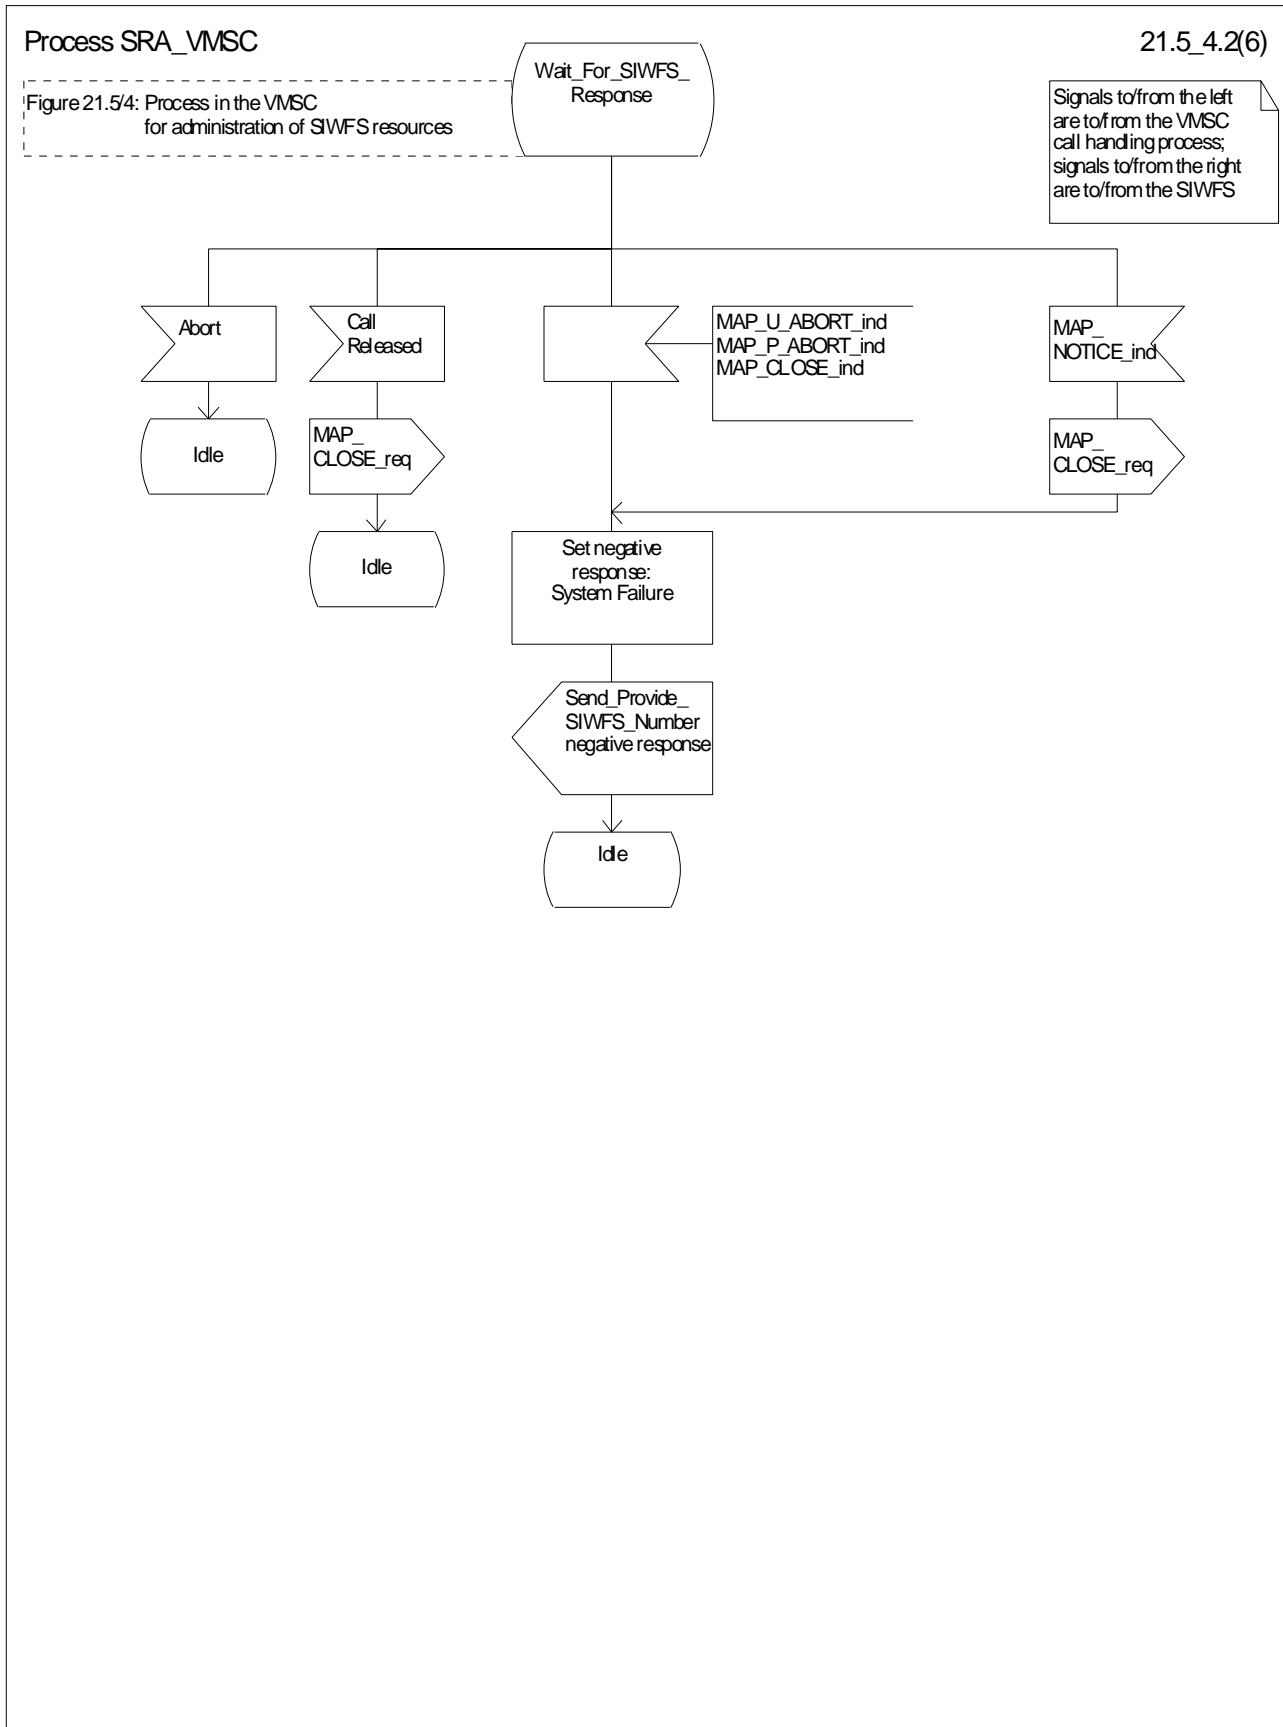 Process SRA_VMSC
21.5_4.2(6)
Figure 21.5/4: Process in the VMSC
for administration of SIWFS resources
Wait_For_SIWFS_
Response
Signals to/from the left
are to/from the VMSC
call handling process;
signals to/from the right
are to/from the SIWFS
Abort
Call
Released
MAP_U_ABORT_ind
MAP_P_ABORT_ind
MAP_CLOSE_ind
MAP_
NOTICE_ind
Idle
MAP_
CLOSE_req
MAP_
CLOSE_req
Idle
Set negative
response:
System Failure
Send_Provide_
SIWFS_Number
negative response
Idle